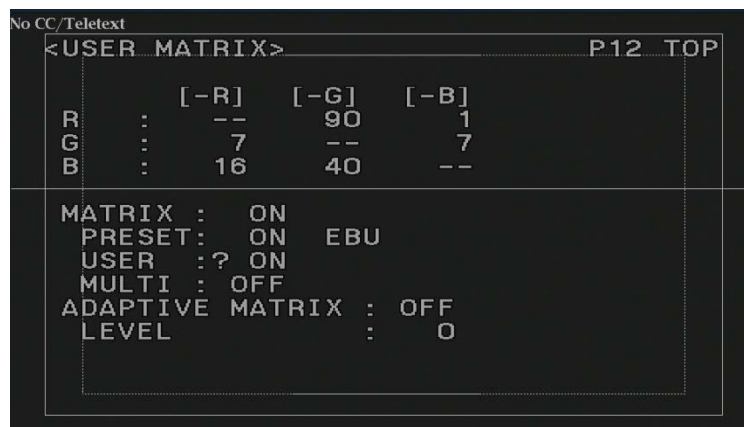 No CC/Teletext
<USER MATRIX> P12 TOP
[-R] [-G] [-B]
R : -- 90 1
G : 7 -- 7
B : 16 40 --
MATRIX : ON
PRESET: ON EBU
USER :? ON
MULTI : OFF
ADAPTIVE MATRIX : OFF
LEVEL : 0